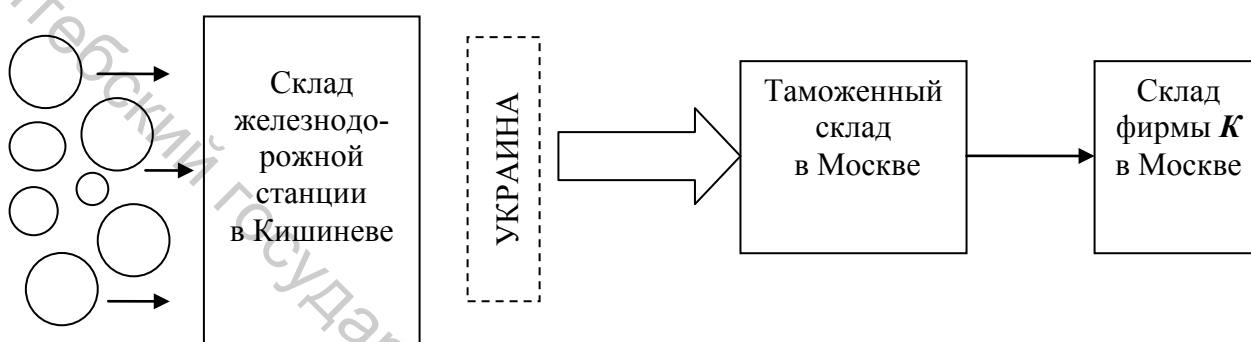 Склад
железнодо-
рожной
станции
в Кишиневе
УКРАИНА
Таможенный
склад
в Москве
Склад
фирмы К
в Москве